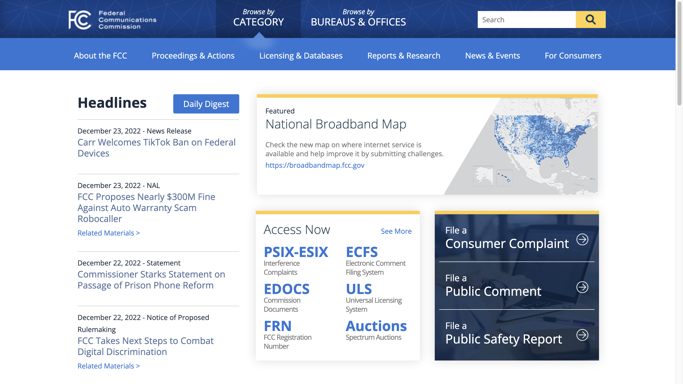 Federal
Communications
Commission
Browse by
CATEGORY
Browse by
BUREAUS & OFFICES
Search
About the FCC
Proceedings & Actions
Licensing & Databases
Reports & Research
News & Events
For Consumers
Headlines
Daily Digest
December 23, 2022 - News Release
Carr Welcomes TikTok Ban on Federal
Devices
December 23, 2022 - NAL
FCC Proposes Nearly $300M Fine
Against Auto Warranty Scam
Robocaller
Related Materials >
December 22, 2022 - Statement
Commissioner Starks Statement on
Passage of Prison Phone Reform
December 22, 2022 - Notice of Proposed
Rulemaking
FCC Takes Next Steps to Combat
Digital Discrimination
Related Materials >
Featured
National Broadband Map
Check the new map on where internet service is
available and help improve it by submitting challenges.
https://broadbandmap.fcc.gov
Access Now
See More
PSIX-ESIX
Interference
Complaints
ECFS
Electronic Comment
Filing System
EDOCS
Commission
Documents
ULS
Universal Licensing
System
FRN
FCC Registration
Number
Auctions
Spectrum Auctions
File a
Consumer Complaint
File a
Public Comment
File a
Public Safety Report